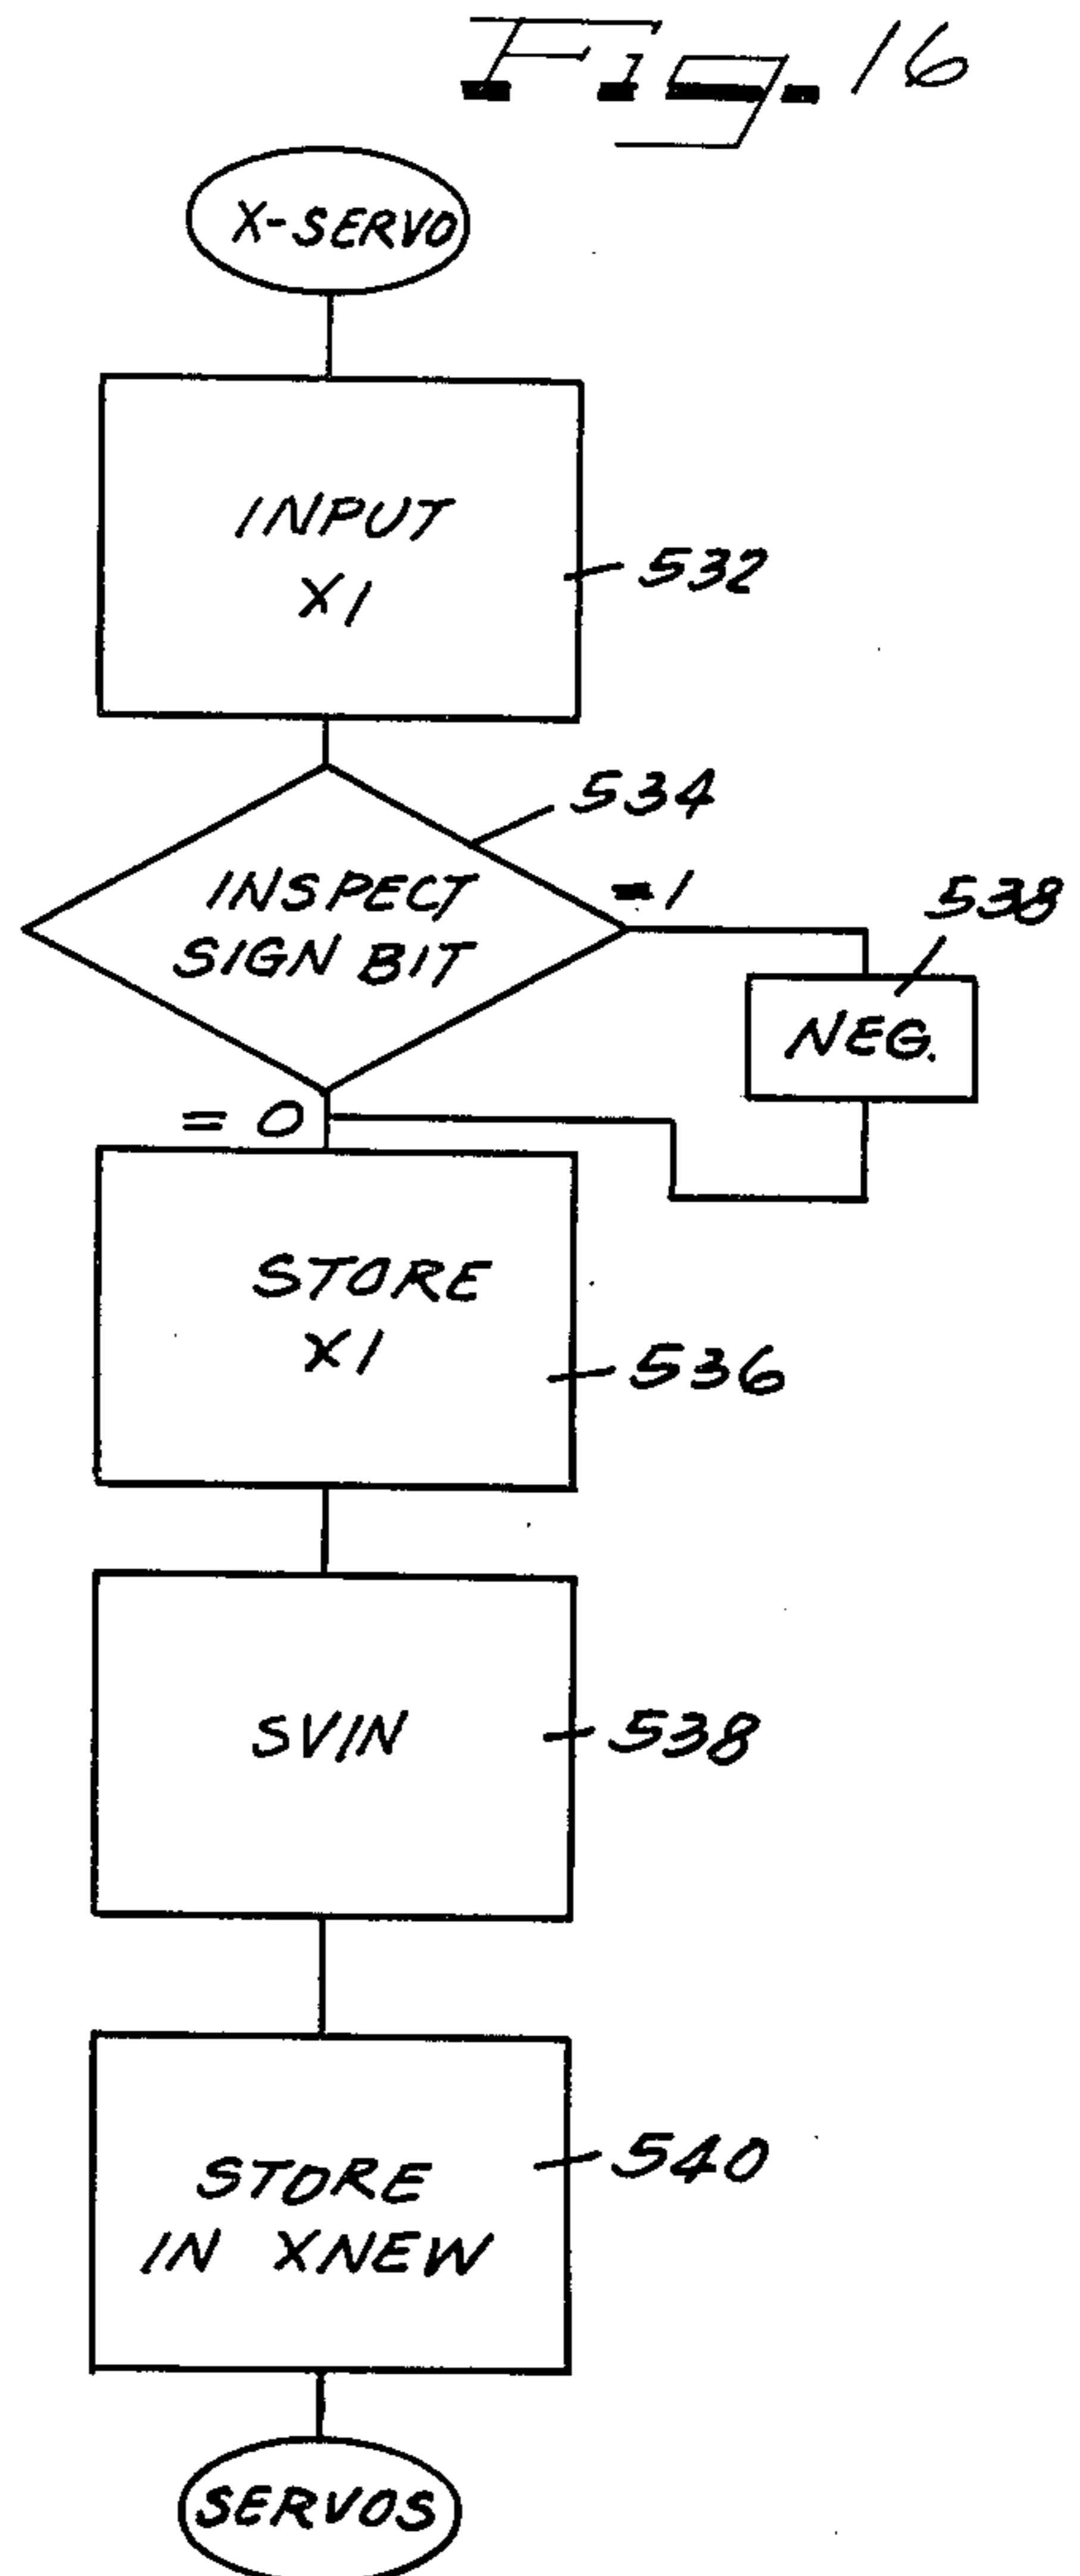 Fig. 16
X-SERVO
INPUT
X1
532
534
INSPECT
SIGN BIT
=1
538
NEG.
= 0
STORE
X1
536
SVIN
538
STORE
IN XNEW
540
SERVOS